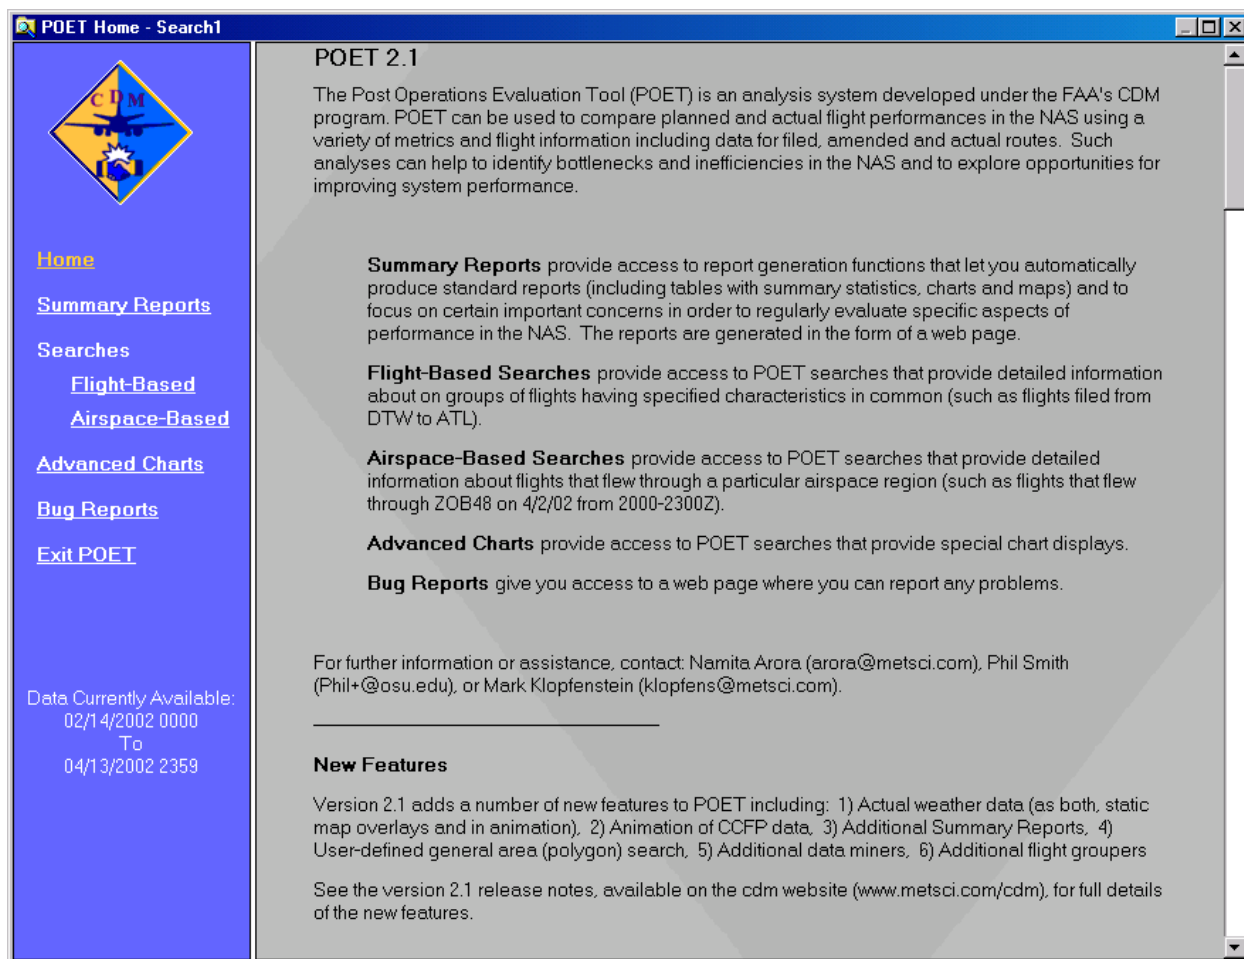 POET Home - Search1
CDM
Home
Summary Reports
Searches
Flight-Based
Airspace-Based
Advanced Charts
Bug Reports
Exit POET
Data Currently Available:
02/14/2002 0000
To
04/13/2002 2359
POET 2.1
The Post Operations Evaluation Tool (POET) is an analysis system developed under the FAA's CDM
program. POET can be used to compare planned and actual flight performances in the NAS using a
variety of metrics and flight information including data for filed, amended and actual routes.  Such
analyses can help to identify bottlenecks and inefficiencies in the NAS and to explore opportunities for
improving system performance.
Summary Reports provide access to report generation functions that let you automatically
produce standard reports (including tables with summary statistics, charts and maps) and to
focus on certain important concerns in order to regularly evaluate specific aspects of
performance in the NAS.  The reports are generated in the form of a web page.
Flight-Based Searches provide access to POET searches that provide detailed information
about on groups of flights having specified characteristics in common (such as flights filed from
DTW to ATL).
Airspace-Based Searches provide access to POET searches that provide detailed
information about flights that flew through a particular airspace region (such as flights that flew
through ZOB48 on 4/2/02 from 2000-2300Z).
Advanced Charts provide access to POET searches that provide special chart displays.
Bug Reports give you access to a web page where you can report any problems.
For further information or assistance, contact: Namita Arora (arora@metsci.com), Phil Smith
(Phil+@osu.edu), or Mark Klopfenstein (klopfens@metsci.com).
New Features
Version 2.1 adds a number of new features to POET including:  1) Actual weather data (as both, static
map overlays and in animation),  2) Animation of CCFP data,  3) Additional Summary Reports,  4)
User-defined general area (polygon) search,  5) Additional data miners,  6) Additional flight groupers
See the version 2.1 release notes, available on the cdm website (www.metsci.com/cdm), for full details
of the new features.